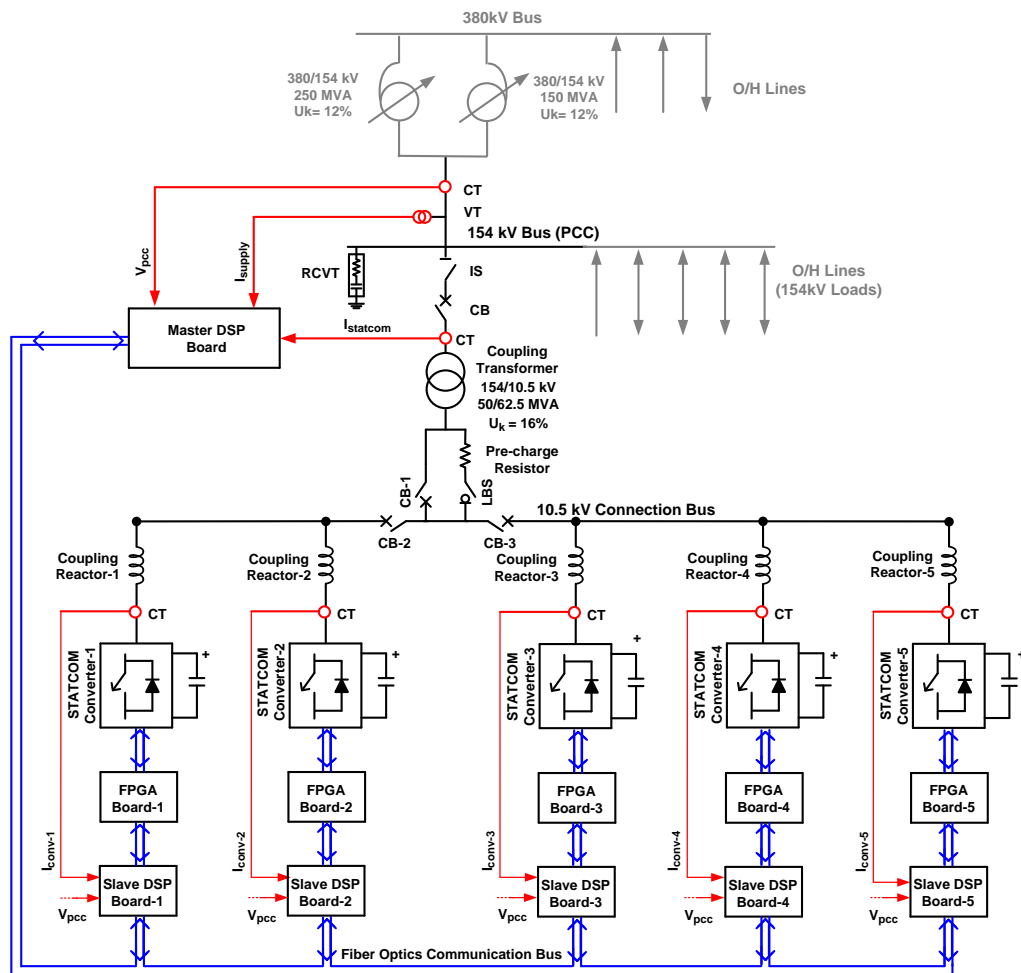 380kV Bus
380/154 kV
250 MVA
Uk= 12%
380/154 kV
150 MVA
Uk= 12%
O/H Lines
CT
VT
154 kV Bus (PCC)
Vpcc
Isupply
RCVT
IS
CB
O/H Lines
(154kV Loads)
Master DSP
Board
Istatcom
CT
Coupling
Transformer
154/10.5 kV
50/62.5 MVA
Uk = 16%
Pre-charge
Resistor
CB-1
LBS
10.5 kV Connection Bus
CB-2
CB-3
Coupling
Reactor-1
Coupling
Reactor-2
Coupling
Reactor-3
Coupling
Reactor-4
Coupling
Reactor-5
CT
CT
CT
CT
CT
STATCOM
Converter-1
+
STATCOM
Converter-2
+
STATCOM
Converter-3
+
STATCOM
Converter-4
+
STATCOM
Converter-5
+
FPGA
Board-1
FPGA
Board-2
FPGA
Board-3
FPGA
Board-4
FPGA
Board-5
Iconv-1
Iconv-2
Iconv-3
Iconv-4
Iconv-5
Slave DSP
Board-1
Slave DSP
Board-2
Slave DSP
Board-3
Slave DSP
Board-4
Slave DSP
Board-5
Vpcc
Vpcc
Vpcc
Vpcc
Vpcc
Fiber Optics Communication Bus